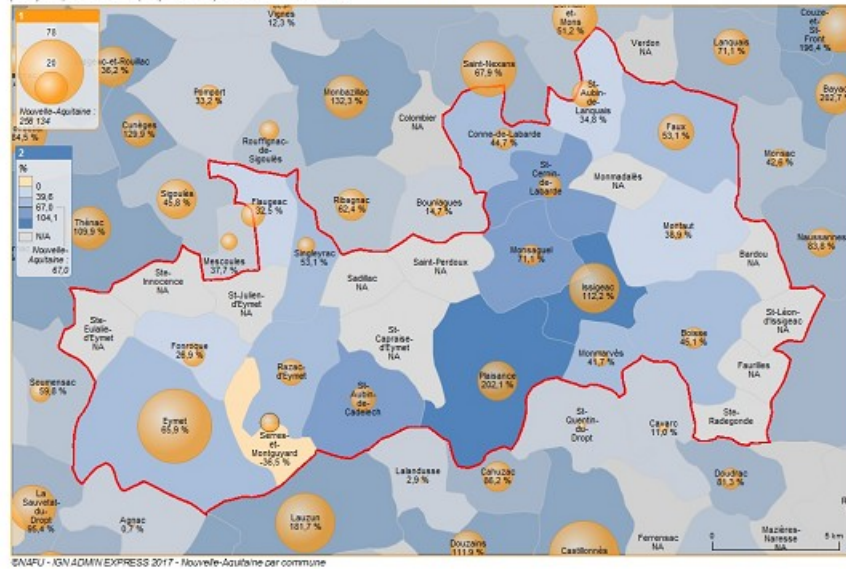 1
78
20
Nouvelle-Aquitaine :
256 134
2
%
0
39,6
67,0
104,1
N/A
Nouvelle-
Aquitaine :
67,0
Vignes
12,3 %
et-Rouillac
36,2 %
Pomport
33,2 %
Monbazillac
132,3 %
Cunèges
129,9 %
Rouffignac-
de-
Sigoulès
Colombier
NA
Saint-Nexans
67,9 %
et-
Mons
51,2 %
St-
Aubin-
de-
Lanquais
34,8 %
Verdon
NA
Lanquais
71,1 %
Couze-
et-St-
Front
196,4 %
Conne-de-Labarde
44,7 %
Faux
53,1 %
Monsac
42,6 %
St-
Cernin-
de-
Labarde
Monmadalès
NA
Sigoulès
45,8 %
Flaugeac
32,5 %
Ribagnac
62,4 %
Bouniagues
14,7 %
Thénac
109,9 %
Mescoules
37,7 %
Singleyrac
53,1 %
Sadillac
NA
Saint-Perdoux
NA
Monsaguel
71,1 %
Montaut
38,9 %
Naussannes
83,8 %
Bardou
NA
Ste-
Innocence
NA
St-Julien-
d'Eymet
NA
Issigeac
112,2 %
Ste-
Eulalie-
d'Eymet
NA
St-
Capraise-
d'Eymet
NA
St-Léon-
d'Issigeac
NA
Fonroque
26,9 %
Razac-
d'Eymet
Boisse
45,1 %
Monmarvès
41,7 %
Faurilles
NA
Soumensac
59,6 %
St-
Aubin-
de-
Cadelech
Plaisance
202,1 %
Eymet
65,9 %
Serres-
et-
Montguyard
-36,5 %
St-
Quentin-
du-
Dropt
Cavarc
11,0 %
Ste-
Radegonde
Lalandusse
2,9 %
Cahuzac
86,2 %
Doudrac
81,3 %
La
Sauvetat-
du-
Dropt
Agnac
0,7 %
Lauzun
181,7 %
Douzains
111,9 %
Castillonnès
Ferrensac
NA
Mazières-
Naresse
NA
0 5 km
©NAFU - IGN ADMIN EXPRESS 2017 - Nouvelle-Aquitaine par commune